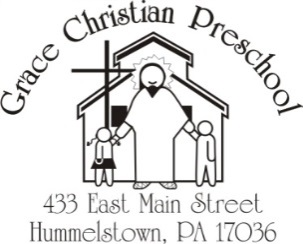 Grace Christian Preschool
433 East Main Street
Hummelstown, PA 17036